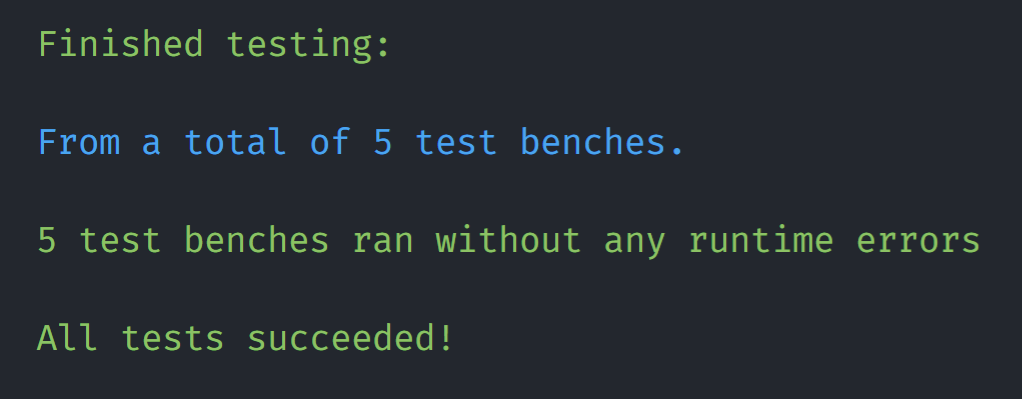 Finished testing:
From a total of 5 test benches.
5 test benches ran without any runtime errors
All tests succeeded!